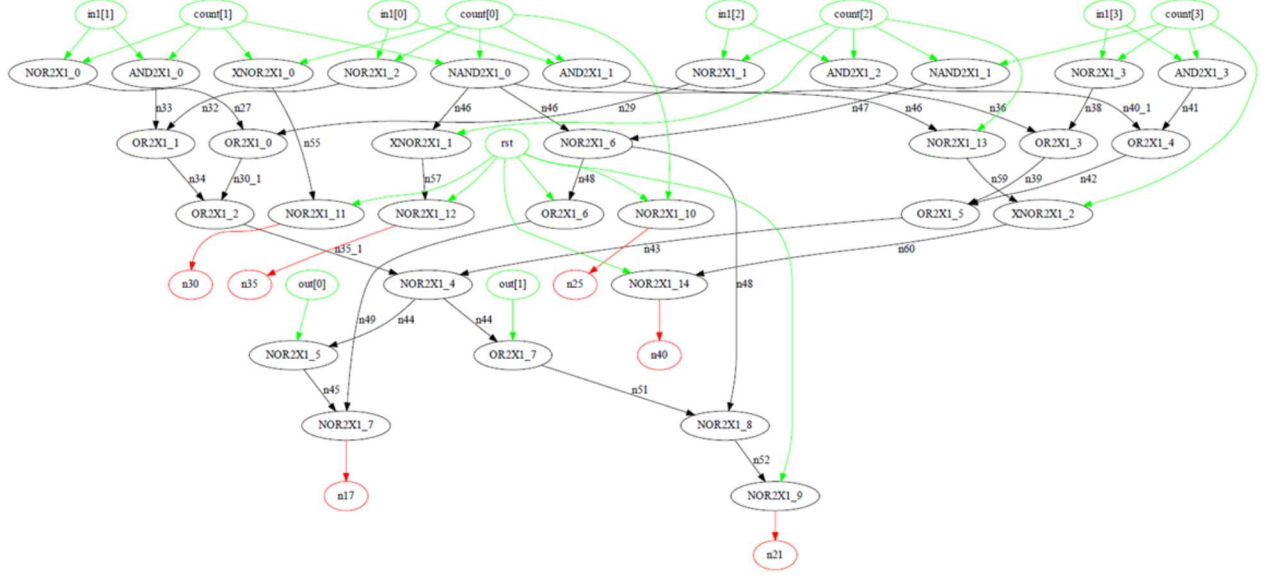 in1[1] count[1] in1[0] count[0] in1[2] count[2] in1[3] count[3]
NOR2X1_0 AND2X1_0 XNOR2X1_0 NOR2X1_2 NAND2X1_0 AND2X1_1 NOR2X1_1 AND2X1_2 NAND2X1_1 NOR2X1_3 AND2X1_3
n33 n32 n27 n46 n46 n29 n46 n36 n47 n38 n40_1 n41
n55
OR2X1_1 OR2X1_0 XNOR2X1_1 rst NOR2X1_6 NOR2X1_13 OR2X1_3 OR2X1_4
n34 n30_1 n57 n48 n59 n39 n42
OR2X1_2 NOR2X1_11 NOR2X1_12 OR2X1_6 NOR2X1_10 OR2X1_5 XNOR2X1_2
n35_1 n43 n60
n30 n35 out[0] NOR2X1_4 out[1] n25 NOR2X1_14 n48
n49 n44 n44
NOR2X1_5 OR2X1_7 n40
n45 n51
NOR2X1_7 NOR2X1_8
n52
n17 NOR2X1_9
n21